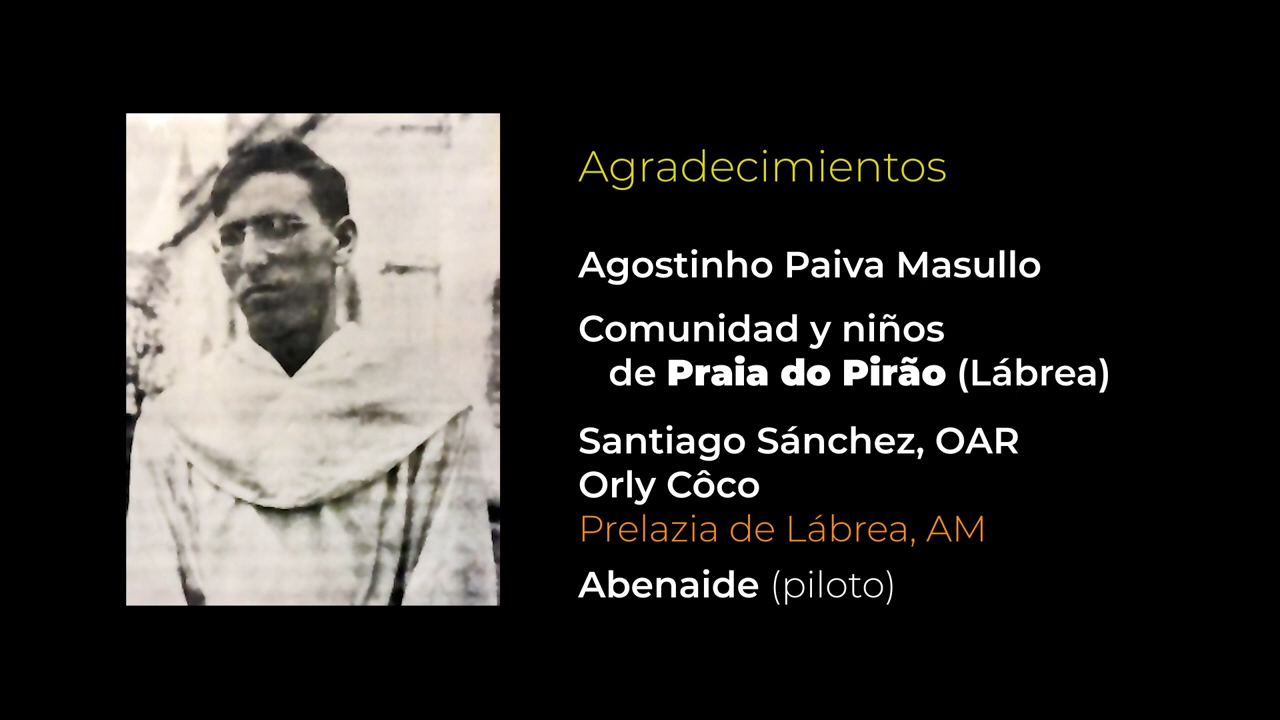 Agradecimientos
Agostinho Paiva Masullo
Comunidad y niños
de Praia do Pirão (Lábrea)
Santiago Sánchez, OAR
Orly Côco
Prelazia de Lábrea, AM
Abenaide (piloto)